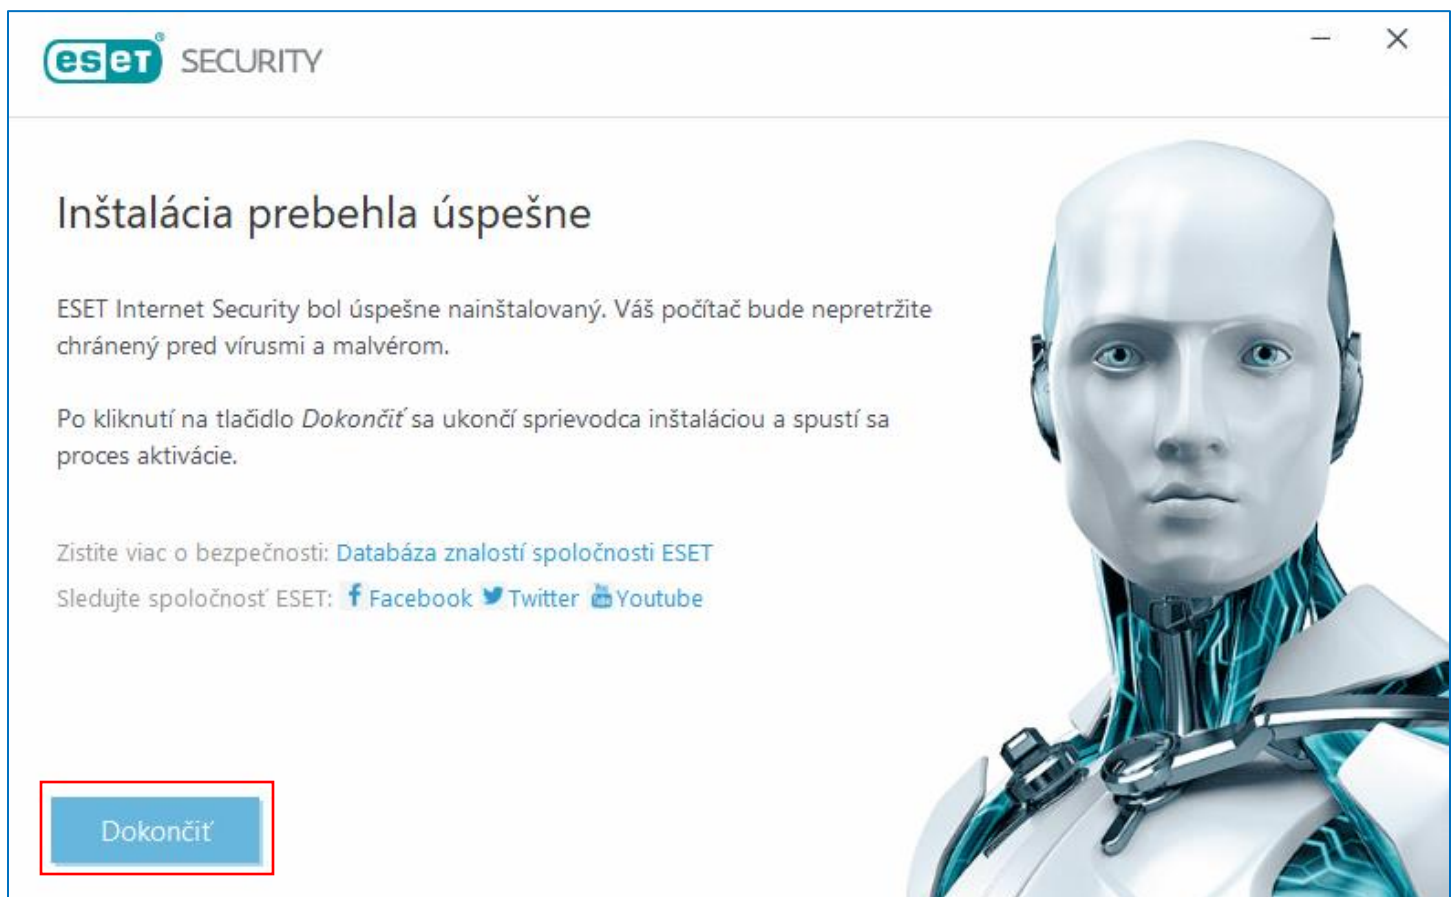 eset® SECURITY
Inštalácia prebehla úspešne
ESET Internet Security bol úspešne nainštalovaný. Váš počítač bude nepretržite
chránený pred vírusmi a malvérom.
Po kliknutí na tlačidlo Dokončiť sa ukončí sprievodca inštaláciou a spustí sa
proces aktivácie.
Zistite viac o bezpečnosti: Databáza znalostí spoločnosti ESET
Sledujte spoločnosť ESET: Facebook Twitter Youtube
Dokončiť